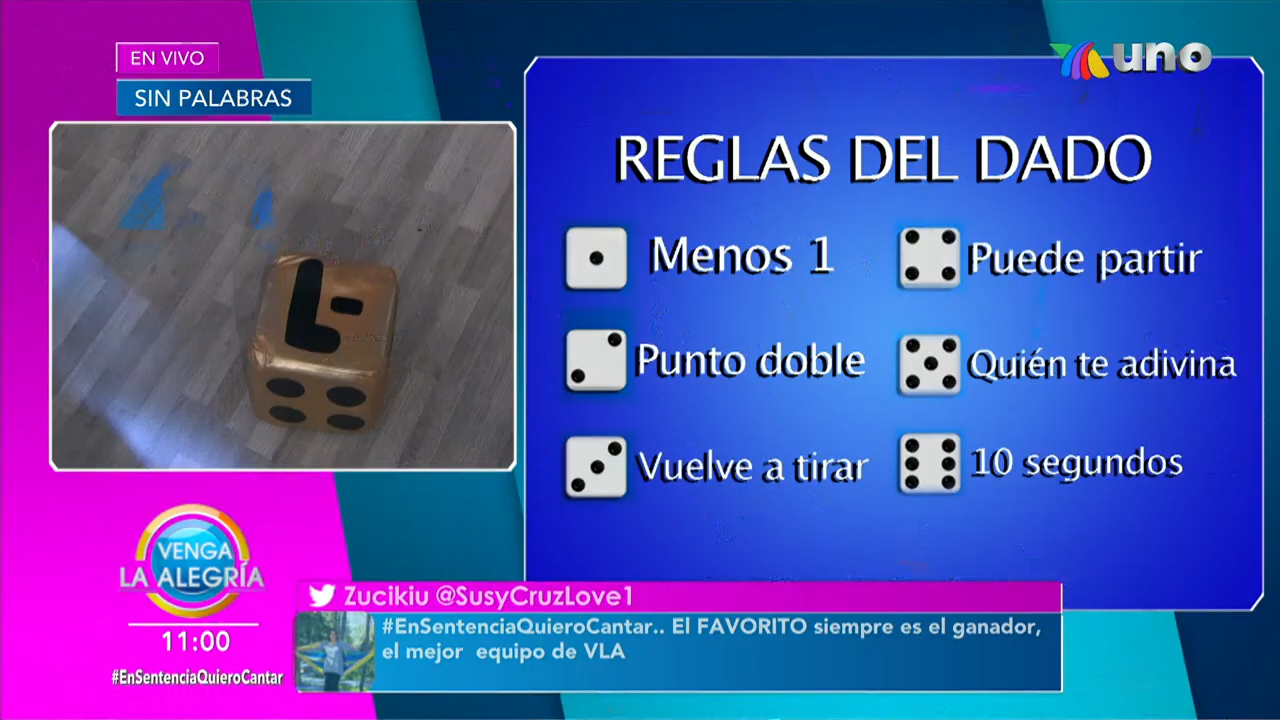 EN VIVO
SIN PALABRAS
uno
REGLAS DEL DADO
Menos 1
Puede partir
Punto doble
Quién te adivina
Vuelve a tirar
10 segundos
VENGA
LA ALEGRÍA
11:00
#EnSentenciaQuieroCantar
Zucikiu @SusyCruzLove1
#EnSentenciaQuieroCantar.. El FAVORITO siempre es el ganador,
el mejor equipo de VLA